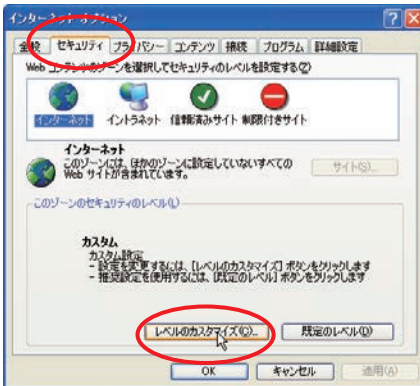 インターネット オプション
全般 セキュリティ プライバシー コンテンツ 接続 プログラム 詳細設定
Web コンテンツのゾーンを選択してセキュリティのレベルを設定する(Z)
インターネット イントラネット 信頼済みサイト 制限付きサイト
インターネット
このゾーンには、ほかのゾーンに設定していないすべての
Web サイトが含まれています。
サイト(S)...
このゾーンのセキュリティのレベル(L)
カスタム
カスタム設定
- 設定を変更するには、[レベルのカスタマイズ] ボタンをクリックします
- 推奨設定を使用するには、[既定のレベル] ボタンをクリックします
レベルのカスタマイズ(C)... 既定のレベル(D)
OK キャンセル 適用(A)